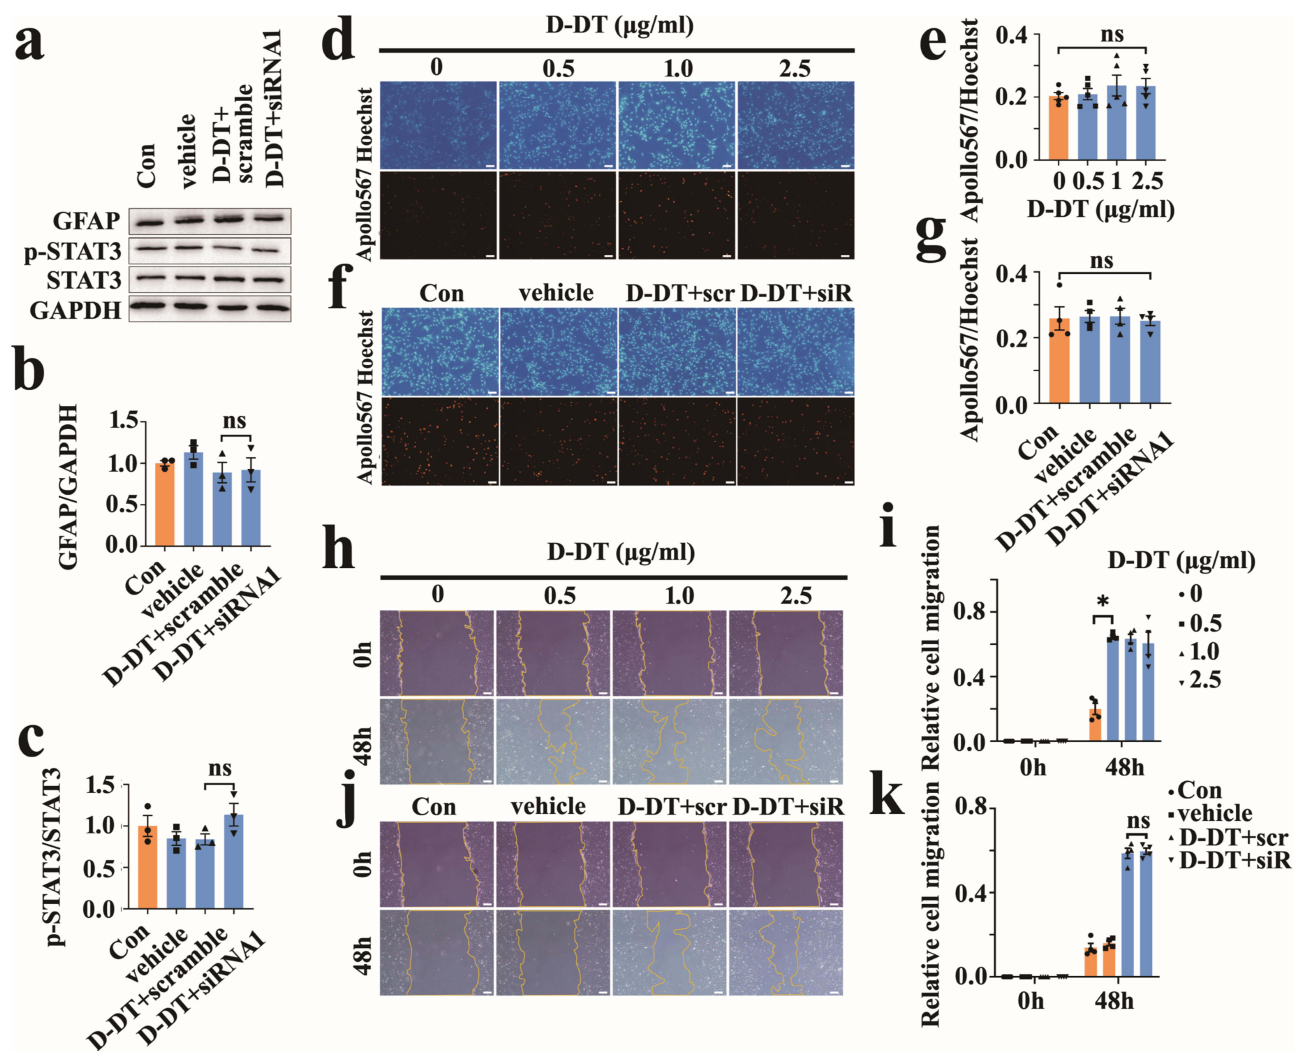 a
Con
vehicle
D-DT+
scramble
D-DT+siRNA1
GFAP
p-STAT3
STAT3
GAPDH
b
GFAP/GAPDH
1.5
1.0
0.5
0.0
ns
Con
vehicle
D-DT+scramble
D-DT+siRNA1
c
p-STAT3/STAT3
1.5
1.0
0.5
0.0
ns
Con
vehicle
D-DT+scramble
D-DT+siRNA1
d
D-DT (μg/ml)
0 0.5 1.0 2.5
Apollo567 Hoechst
e
Apollo567/Hoechst
0.4
0.2
0.0
ns
0 0.5 1 2.5
D-DT (μg/ml)
f
Con vehicle D-DT+scr D-DT+siR
Apollo567 Hoechst
g
Apollo567/Hoechst
0.4
0.2
0.0
ns
Con
vehicle
D-DT+scramble
D-DT+siRNA1
h
D-DT (μg/ml)
0 0.5 1.0 2.5
0h
48h
i
Relative cell migration
0.8
0.4
0.0
*
0h 48h
D-DT (μg/ml)
0
0.5
1.0
2.5
j
Con vehicle D-DT+scr D-DT+siR
0h
48h
k
Relative cell migration
0.8
0.4
0.0
ns
0h 48h
Con
vehicle
D-DT+scr
D-DT+siR